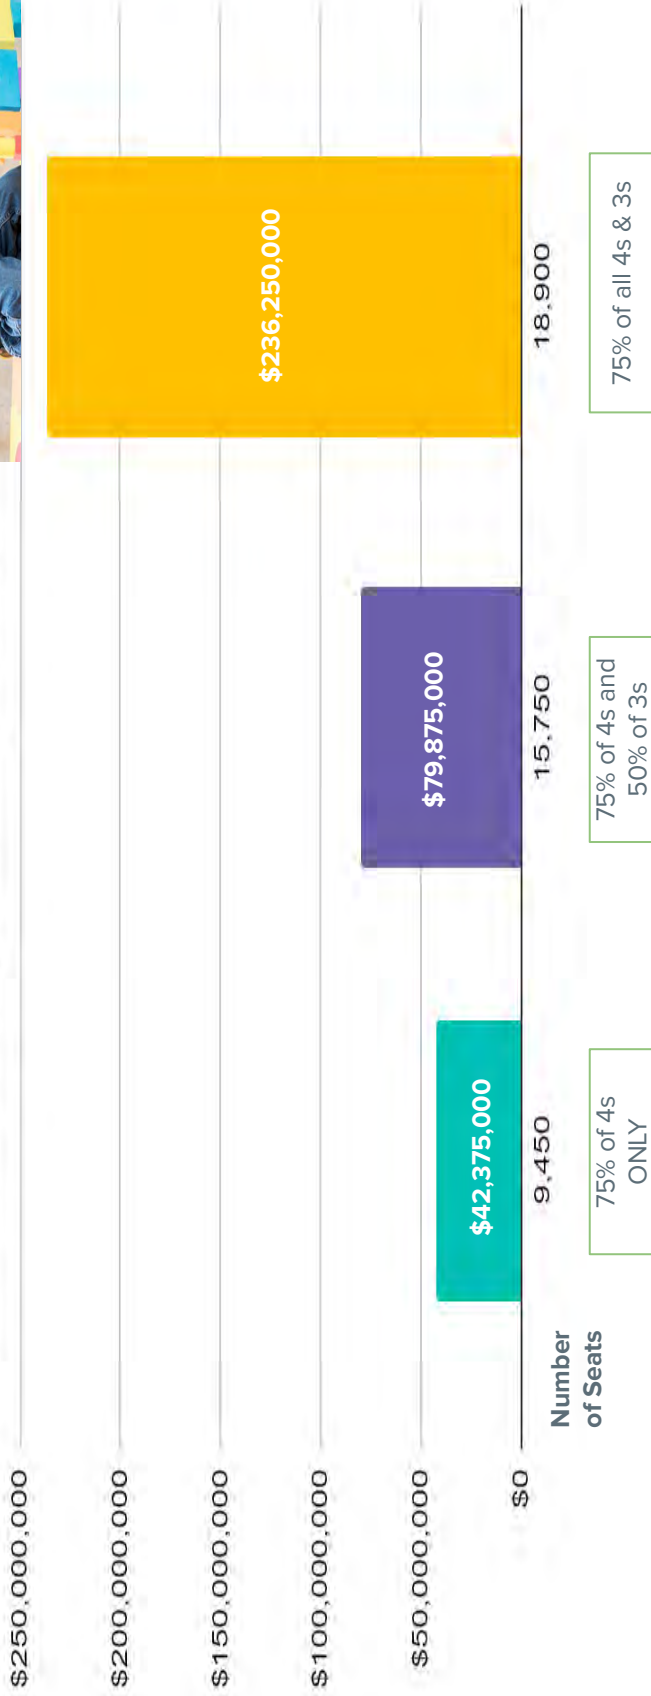 $250,000,000
$200,000,000
$150,000,000
$100,000,000
$50,000,000
$0
$42,375,000
$79,875,000
$236,250,000
Number
of Seats
9,450
15,750
18,900
75% of 4s
ONLY
75% of 4s and
50% of 3s
75% of all 4s & 3s